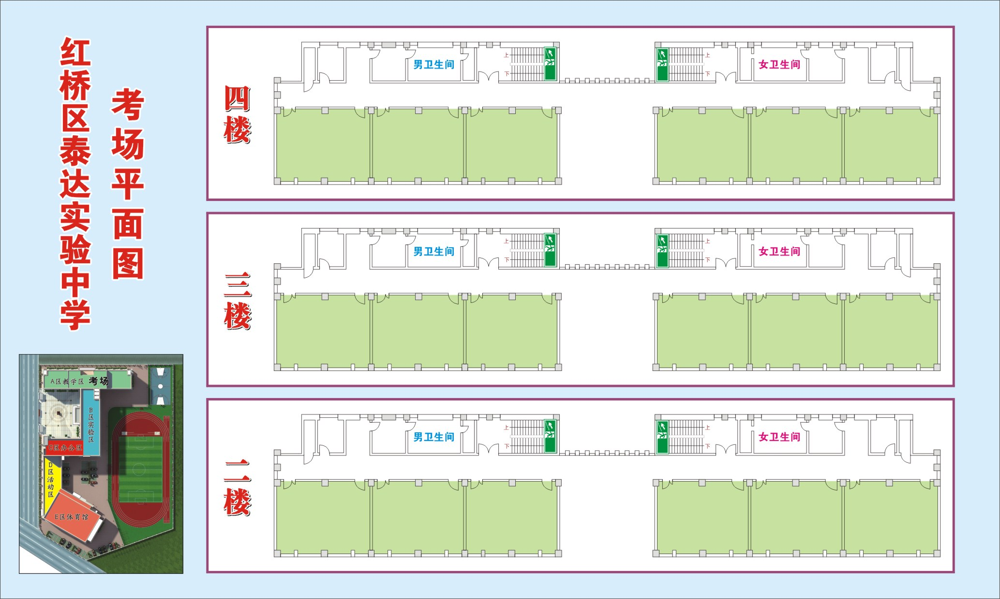 红桥区泰达实验中学
考场平面图
四楼
男卫生间
上
下
上
下
女卫生间
三楼
男卫生间
上
下
上
下
女卫生间
二楼
男卫生间
上
下
上
下
女卫生间
A区教学区 考场
B区实验区
C区办公区
D区活动区
E区体育馆